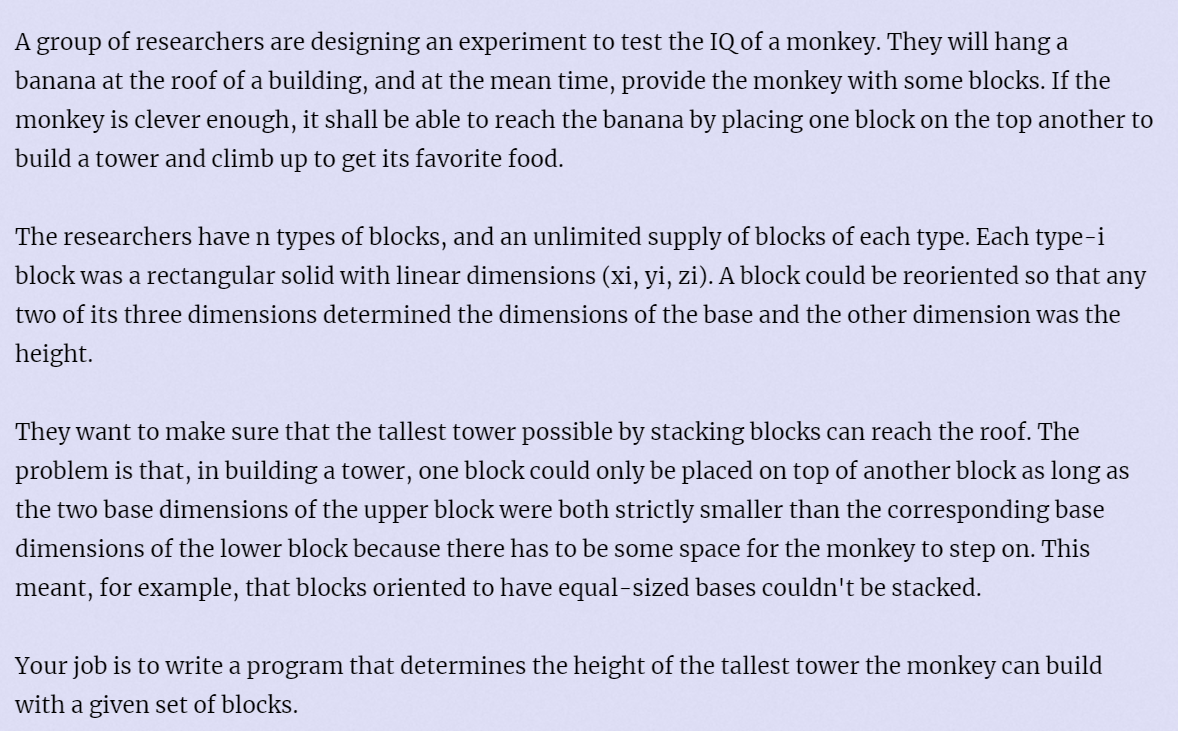 A group of researchers are designing an experiment to test the IQ of a monkey. They will hang a
banana at the roof of a building, and at the mean time, provide the monkey with some blocks. If the
monkey is clever enough, it shall be able to reach the banana by placing one block on the top another to
build a tower and climb up to get its favorite food.
The researchers have n types of blocks, and an unlimited supply of blocks of each type. Each type-i
block was a rectangular solid with linear dimensions (xi, yi, zi). A block could be reoriented so that any
two of its three dimensions determined the dimensions of the base and the other dimension was the
height.
They want to make sure that the tallest tower possible by stacking blocks can reach the roof. The
problem is that, in building a tower, one block could only be placed on top of another block as long as
the two base dimensions of the upper block were both strictly smaller than the corresponding base
dimensions of the lower block because there has to be some space for the monkey to step on. This
meant, for example, that blocks oriented to have equal-sized bases couldn't be stacked.
Your job is to write a program that determines the height of the tallest tower the monkey can build
with a given set of blocks.